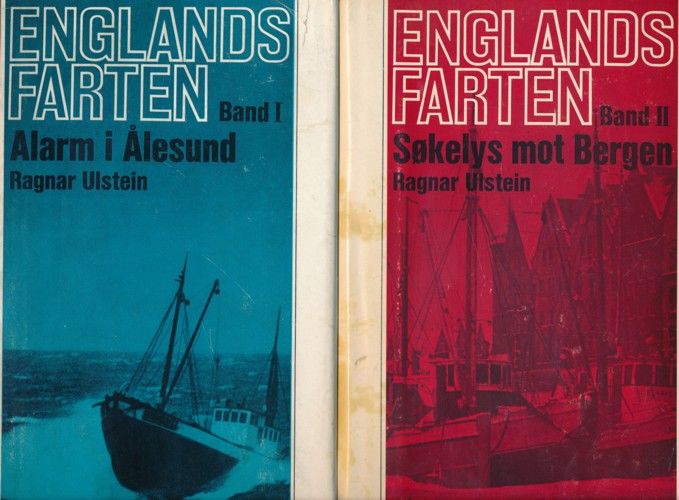 ENGLANDS
FARTEN
Band I
Alarm i Ålesund
Ragnar Ulstein
ENGLANDS
FARTEN
Band II
Søkelys mot Bergen
Ragnar Ulstein